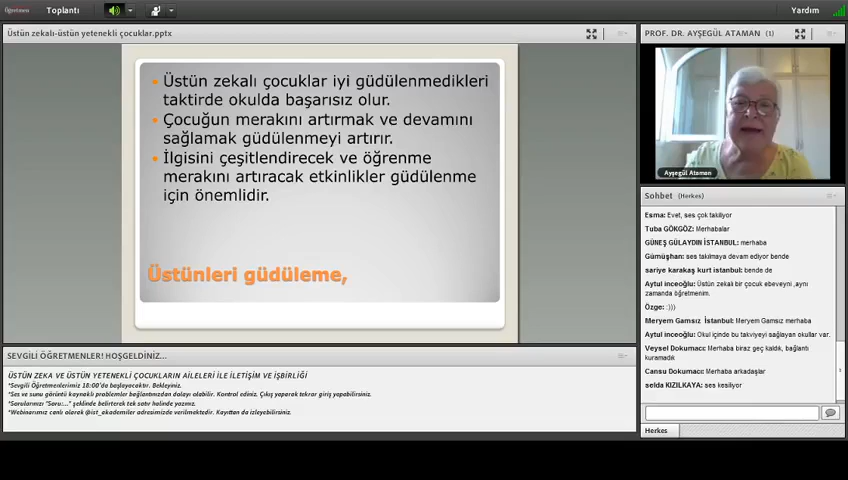 Öğretmen
Toplantı
Yardım
Üstün zekalı-üstün yetenekli çocuklar.pptx
Üstün zekalı çocuklar iyi güdülenmedikleri
taktirde okulda başarısız olur.
Çocuğun merakını artırmak ve devamını
sağlamak güdülenmeyi artırır.
İlgisini çeşitlendirecek ve öğrenme
merakını artıracak etkinlikler güdülenme
için önemlidir.
Üstünleri güdüleme,
SEVGİLİ ÖĞRETMENLER! HOŞGELDİNİZ...
ÜSTÜN ZEKA VE ÜSTÜN YETENEKLİ ÇOCUKLARIN AİLELERİ İLE İLETİŞİM VE İŞBİRLİĞİ
*Sevgili Öğretmenlerimiz 18:00'da başlayacaktır. Bekleyiniz.
*Ses ve sunu görüntü kaynaklı problemler bağlantınızdan dolayı olabilir. Kontrol ediniz. Çıkış yaparak tekrar giriş yapabilirsiniz.
*Sorularınızı "Soru:..." şeklinde belirterek tek satır halinde yazınız.
*Webinarımız canlı olarak @ist_akademiler adresimizde verilmektedir. Kayıttan da izleyebilirsiniz.
PROF. DR. AYŞEGÜL ATAMAN (1)
Ayşegül Ataman
Sohbet (Herkes)
Esma: Evet, ses çok takılıyor
Tuba GÖKGÖZ: Merhabalar
GÜNEŞ GÜLAYDIN İSTANBUL: merhaba
Gümüşhan: ses takılmaya devam ediyor bende
sariye karakaş kurt istanbul: bende de
Aytul inceoğlu: Üstün zekalı bir çocuk ebeveyni ,aynı
zamanda öğretmenim.
Özge: :)))
Meryem Gamsız İstanbul: Meryem Gamsız merhaba
Aytul inceoğlu: Okul içinde bu takviyeyi sağlayan okullar var.
Veysel Dokumacı: Merhaba biraz geç kaldık, bağlantı
kuramadık
Cansu Dokumacı: Merhaba arkadaşlar
selda KIZILKAYA: ses kesiliyor
Herkes